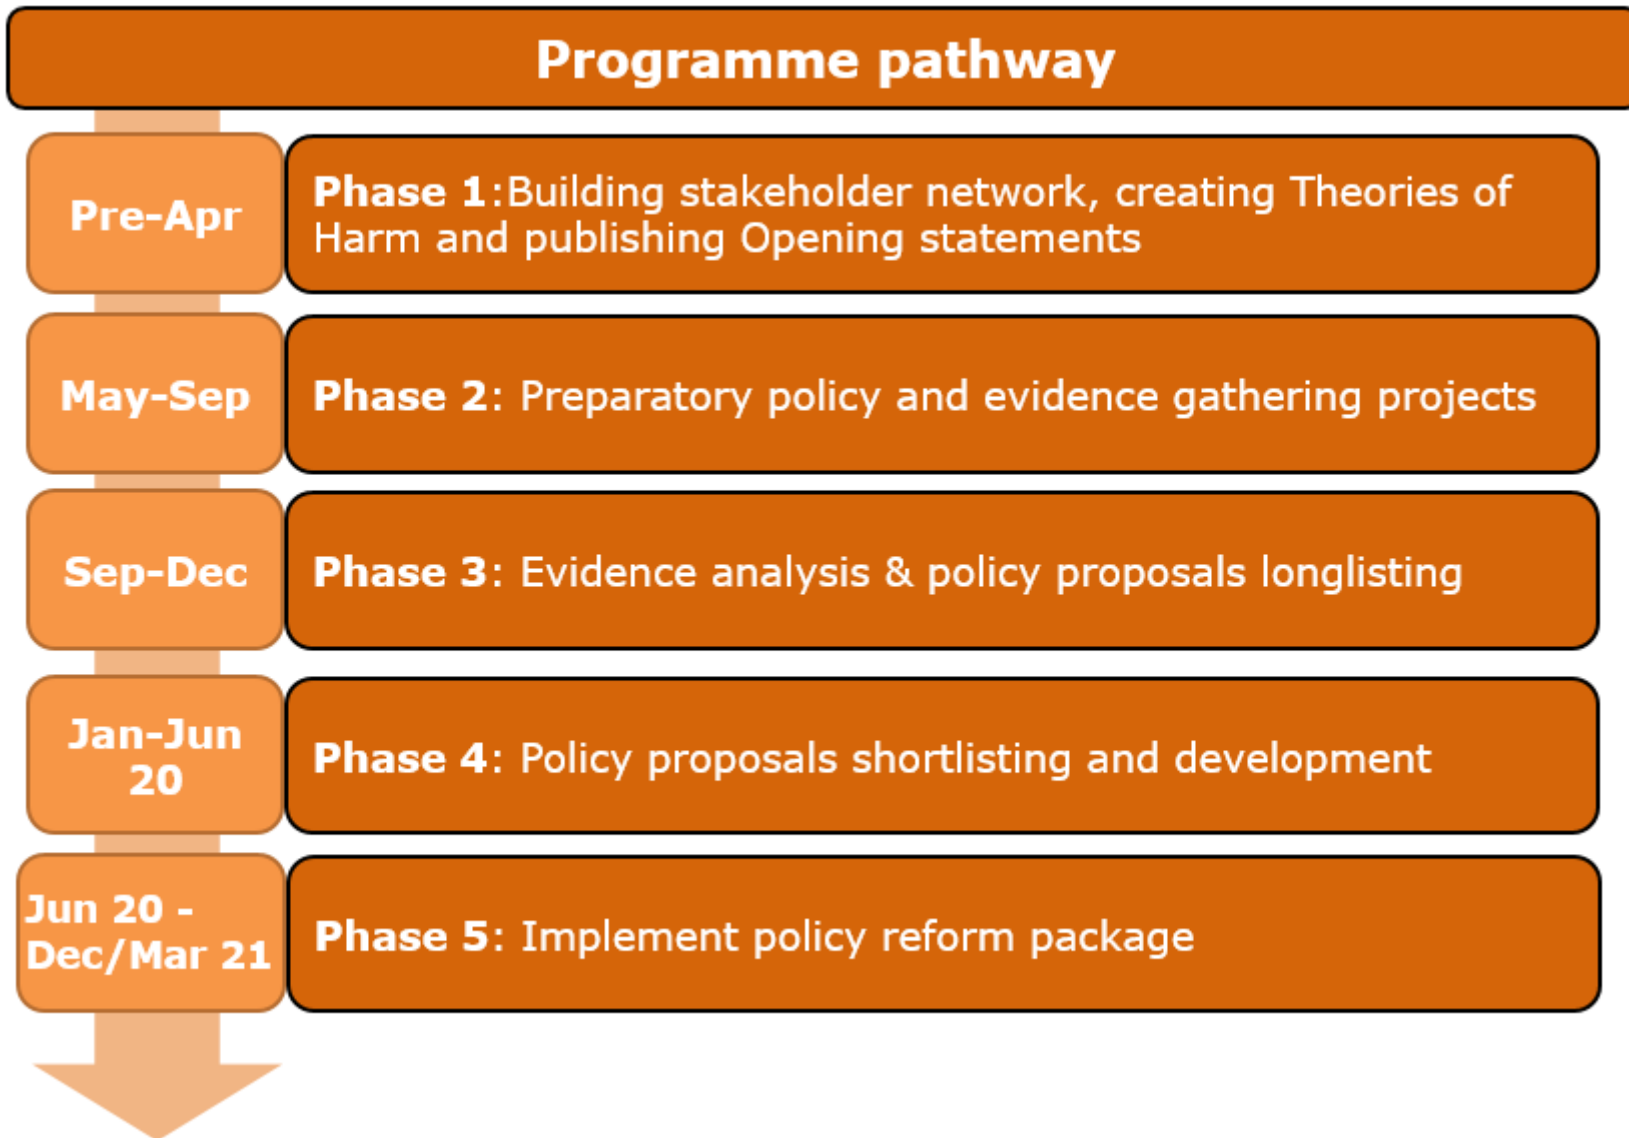 Programme pathway
Pre-Apr
Phase 1:Building stakeholder network, creating Theories of
Harm and publishing Opening statements
May-Sep
Phase 2: Preparatory policy and evidence gathering projects
Sep-Dec
Phase 3: Evidence analysis & policy proposals longlisting
Jan-Jun
20
Phase 4: Policy proposals shortlisting and development
Jun 20 -
Dec/Mar 21
Phase 5: Implement policy reform package